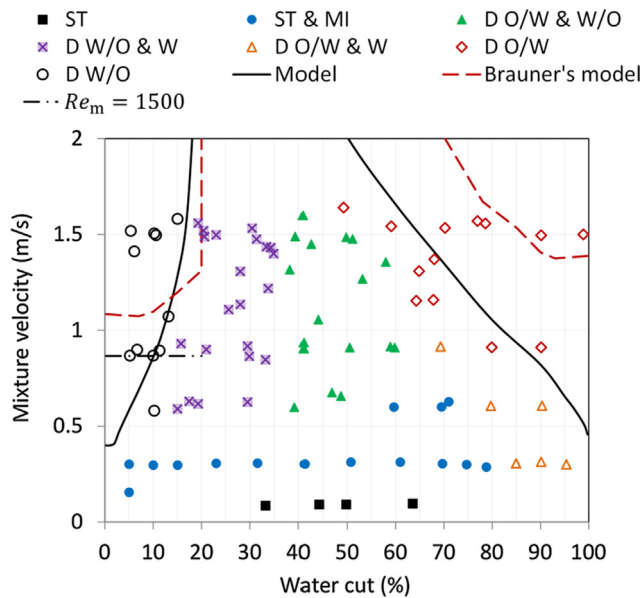 ST ST & MI D O/W & W/O
D W/O & W D O/W & W D O/W
D W/O Model Brauner's model
Re_m = 1500
2
1.5
1
0.5
0
Mixture velocity (m/s)
0 10 20 30 40 50 60 70 80 90 100
Water cut (%)